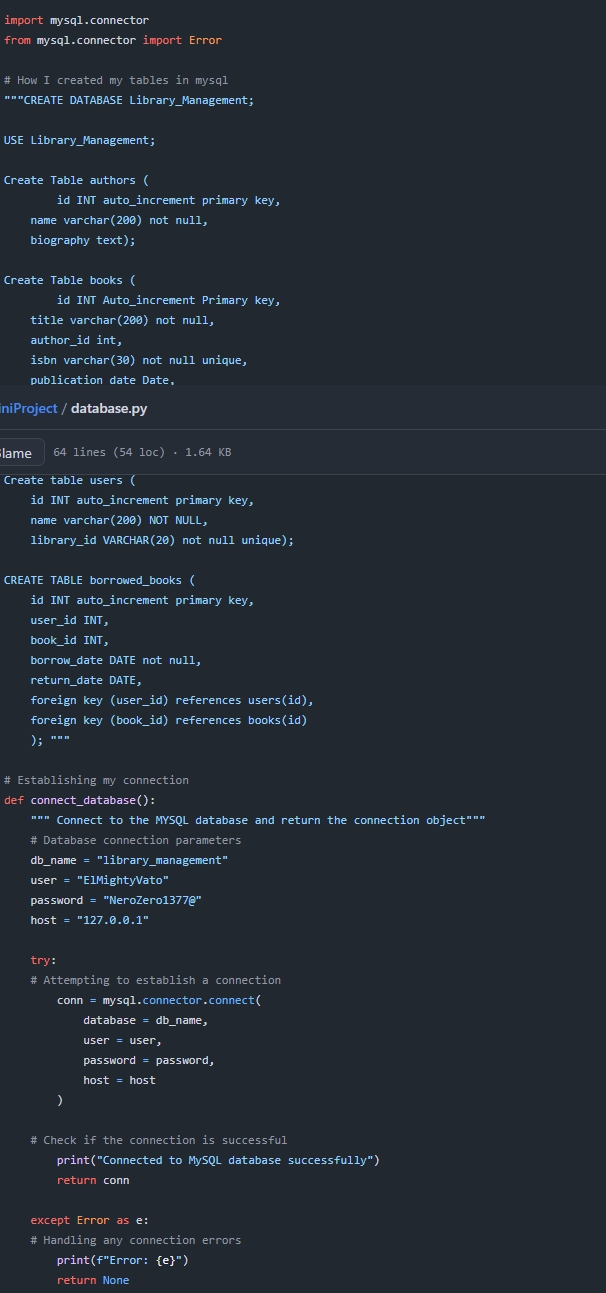 import mysql.connector
from mysql.connector import Error
# How I created my tables in mysql
"""CREATE DATABASE Library_Management;
USE Library_Management;
Create Table authors (
id INT auto_increment primary key,
name varchar(200) not null,
biography text);
Create Table books (
id INT Auto_increment Primary key,
title varchar(200) not null,
author_id int,
isbn varchar(30) not null unique,
publication_date Date,
iniProject / database.py
Blame 64 lines (54 loc) · 1.64 KB
Create table users (
id INT auto_increment primary key,
name varchar(200) NOT NULL,
library_id VARCHAR(20) not null unique);
CREATE TABLE borrowed_books (
id INT auto_increment primary key,
user_id INT,
book_id INT,
borrow_date DATE not null,
return_date DATE,
foreign key (user_id) references users(id),
foreign key (book_id) references books(id)
); """
# Establishing my connection
def connect_database():
""" Connect to the MYSQL database and return the connection object"""
# Database connection parameters
db_name = "library_management"
user = "ElMightyVato"
password = "NeroZero1377@"
host = "127.0.0.1"
try:
# Attempting to establish a connection
conn = mysql.connector.connect(
database = db_name,
user = user,
password = password,
host = host
)
# Check if the connection is successful
print("Connected to MySQL database successfully")
return conn
except Error as e:
# Handling any connection errors
print(f"Error: {e}")
return None